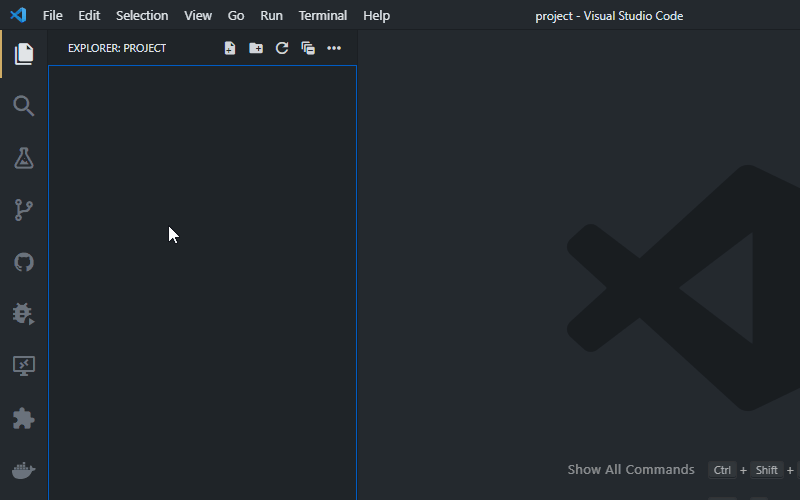 File Edit Selection View Go Run Terminal Help project - Visual Studio Code
EXPLORER: PROJECT
Show All Commands Ctrl + Shift +